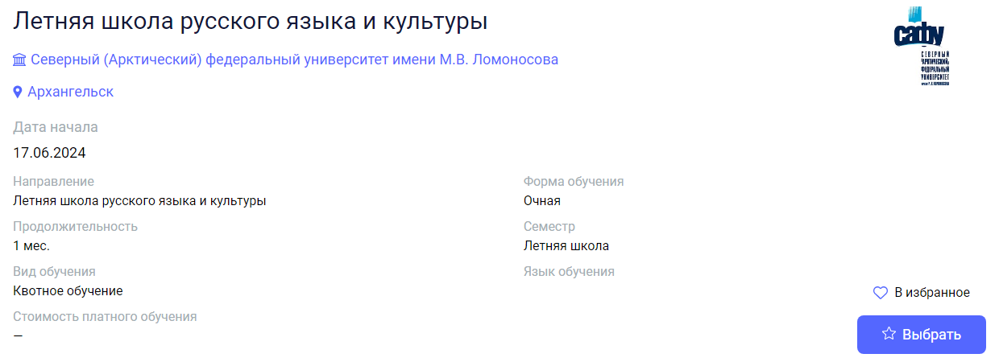 Летняя школа русского языка и культуры
сафу
СЕВЕРНЫЙ
(АРКТИЧЕСКИЙ)
ФЕДЕРАЛЬНЫЙ
УНИВЕРСИТЕТ
Северный (Арктический) федеральный университет имени М.В. Ломоносова
Архангельск
Дата начала
17.06.2024
Направление
Летняя школа русского языка и культуры
Форма обучения
Очная
Продолжительность
1 мес.
Семестр
Летняя школа
Вид обучения
Квотное обучение
Язык обучения
В избранное
Стоимость платного обучения
—
Выбрать